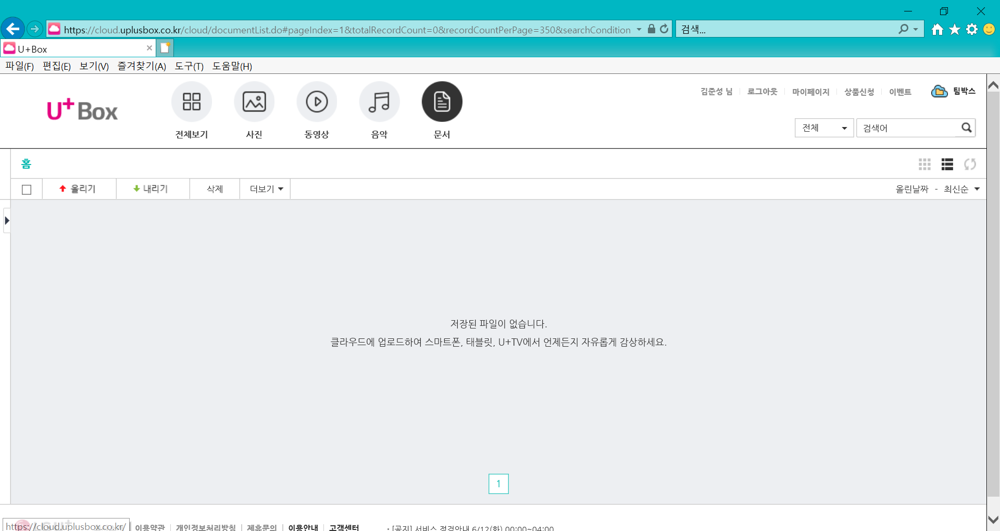 https://cloud.uplusbox.co.kr/cloud/documentList.do#pageIndex=1&totalRecordCount=0&recordCountPerPage=350&searchCondition
검색...
U+Box
파일(F) 편집(E) 보기(V) 즐겨찾기(A) 도구(T) 도움말(H)
U+Box
전체보기 사진 동영상 음악 문서
김준성 님 로그아웃 마이페이지 상품신청 이벤트 팀박스
전체 검색어
홈
올리기 내리기 삭제 더보기 올린날짜 - 최신순
저장된 파일이 없습니다.
클라우드에 업로드하여 스마트폰, 태블릿, U+TV에서 언제든지 자유롭게 감상하세요.
1
https://cloud.uplusbox.co.kr/ 이용약관 개인정보처리방침 제휴문의 이용안내 고객센터 [공지] 서비스 점검안내 6/12(화) 00:00~04:00